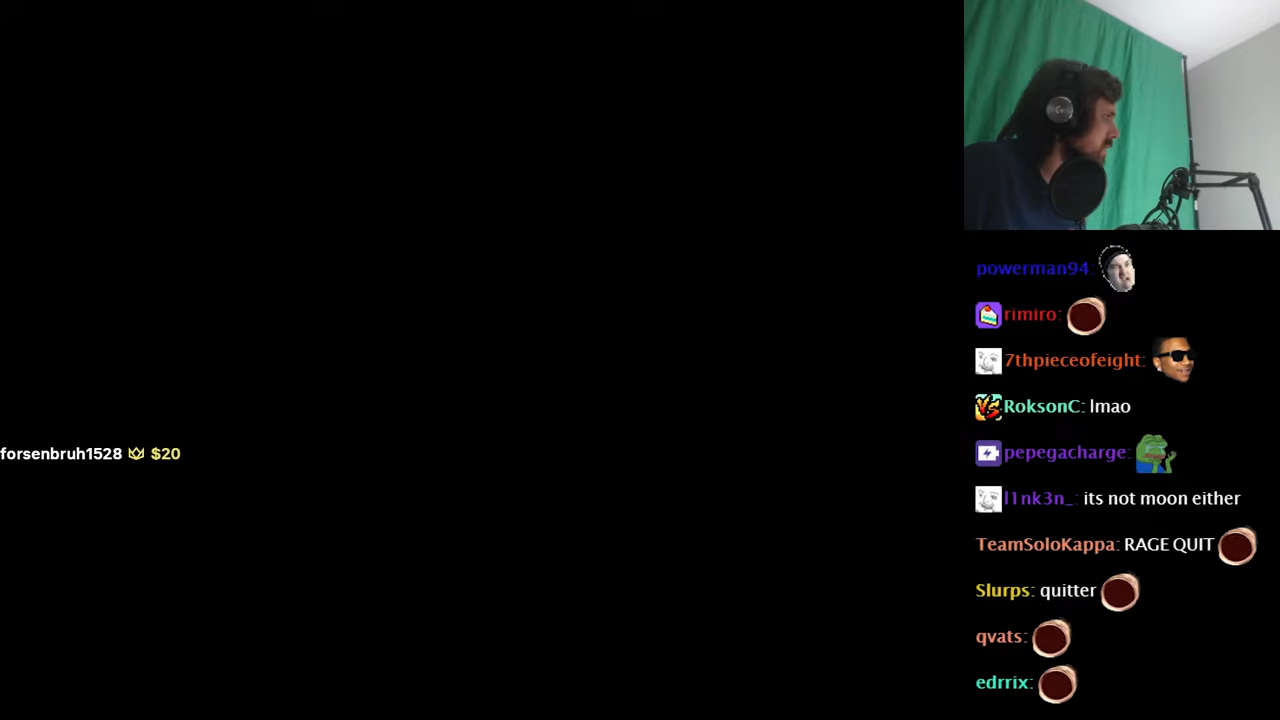 powerman94:
rimiro:
7thpieceofeight:
RoksonC: lmao
forsenbruh1528 $20
pepegacharge:
l1nk3n_: its not moon either
TeamSoloKappa: RAGE QUIT
Slurps: quitter
qvats:
edrrix: